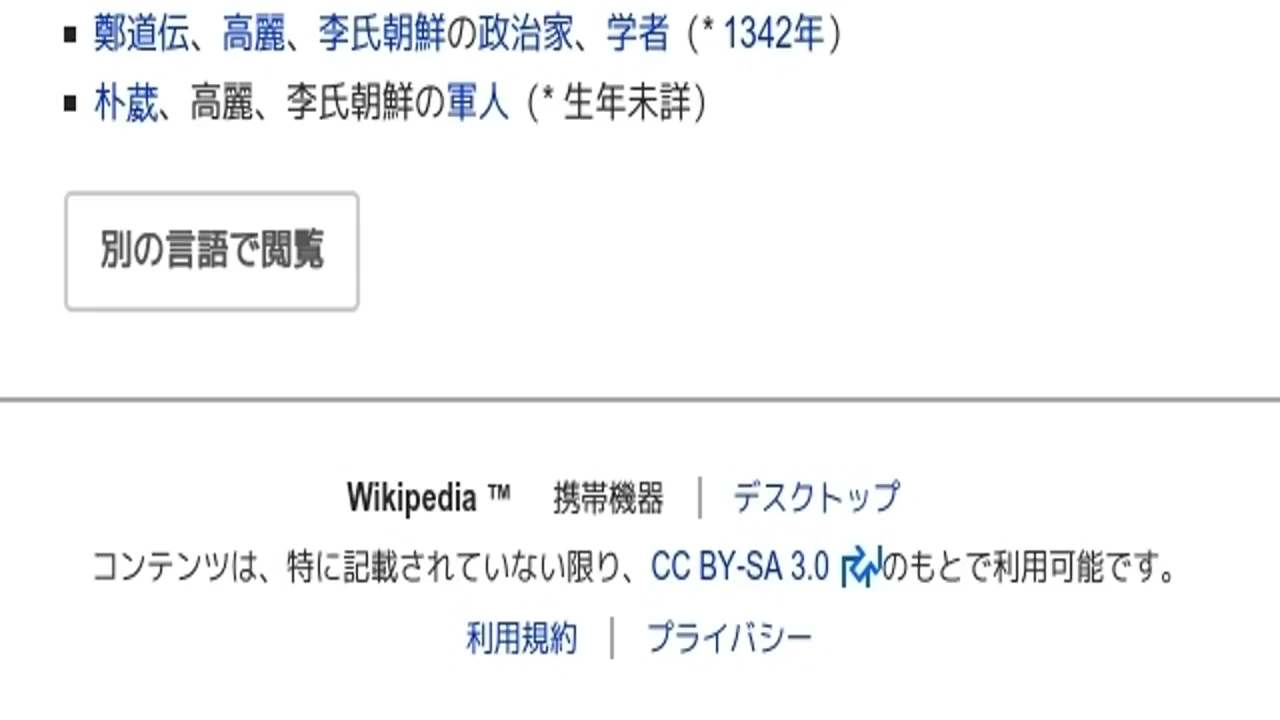 鄭道伝、高麗、李氏朝鮮の政治家、学者（* 1342年）
朴葳、高麗、李氏朝鮮の軍人（* 生年未詳）
別の言語で閲覧
Wikipedia ™ 携帯機器 | デスクトップ
コンテンツは、特に記載されていない限り、CC BY-SA 3.0 のもとで利用可能です。
利用規約 | プライバシー